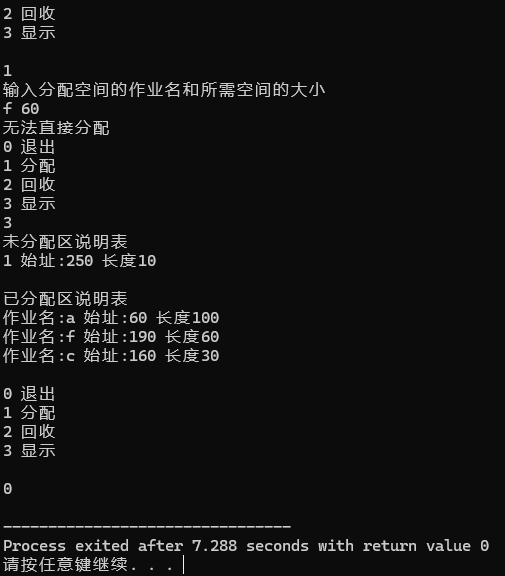 2 回收
3 显示
1
输入分配空间的作业名和所需空间的大小
f 60
无法直接分配
0 退出
1 分配
2 回收
3 显示
3
未分配区说明表
1 始址:250 长度10
已分配区说明表
作业名:a 始址:60 长度100
作业名:f 始址:190 长度60
作业名:c 始址:160 长度30
0 退出
1 分配
2 回收
3 显示
0
--------------------------------
Process exited after 7.288 seconds with return value 0
请按任意键继续. . .